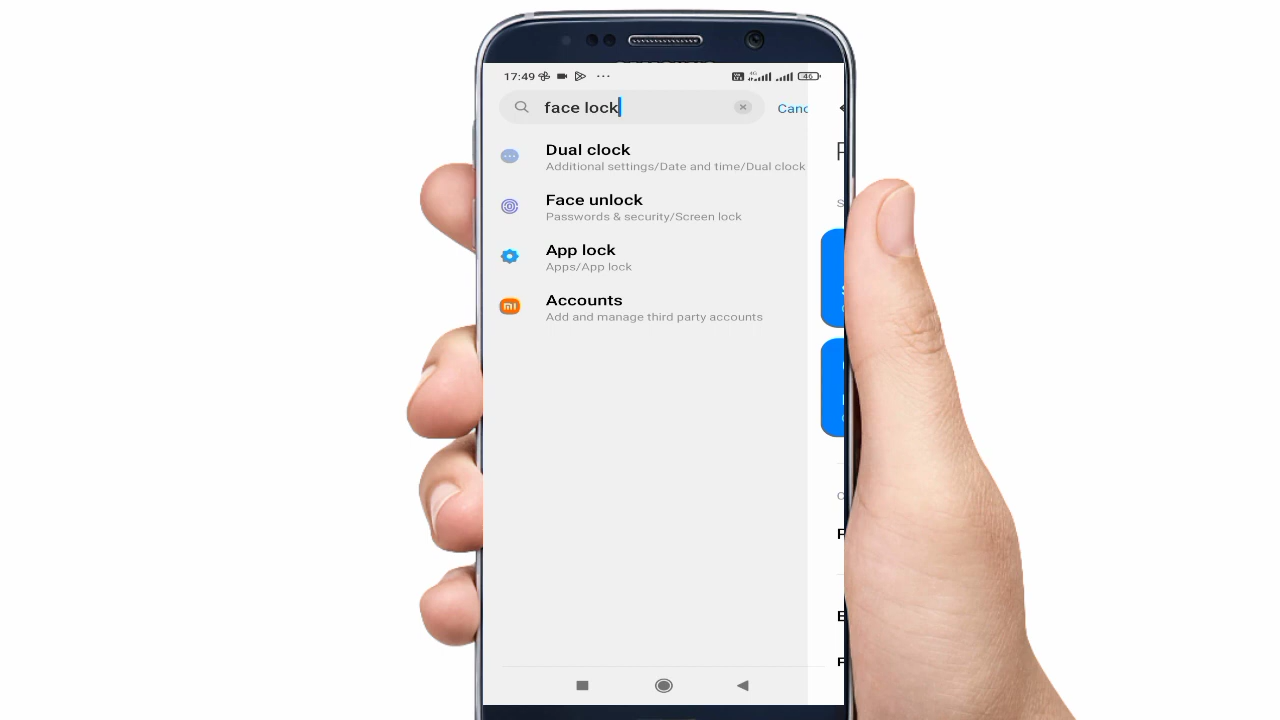 17:49
46
face lock
Canc
Dual clock
Additional settings/Date and time/Dual clock
Face unlock
Passwords & security/Screen lock
App lock
Apps/App lock
Accounts
Add and manage third party accounts